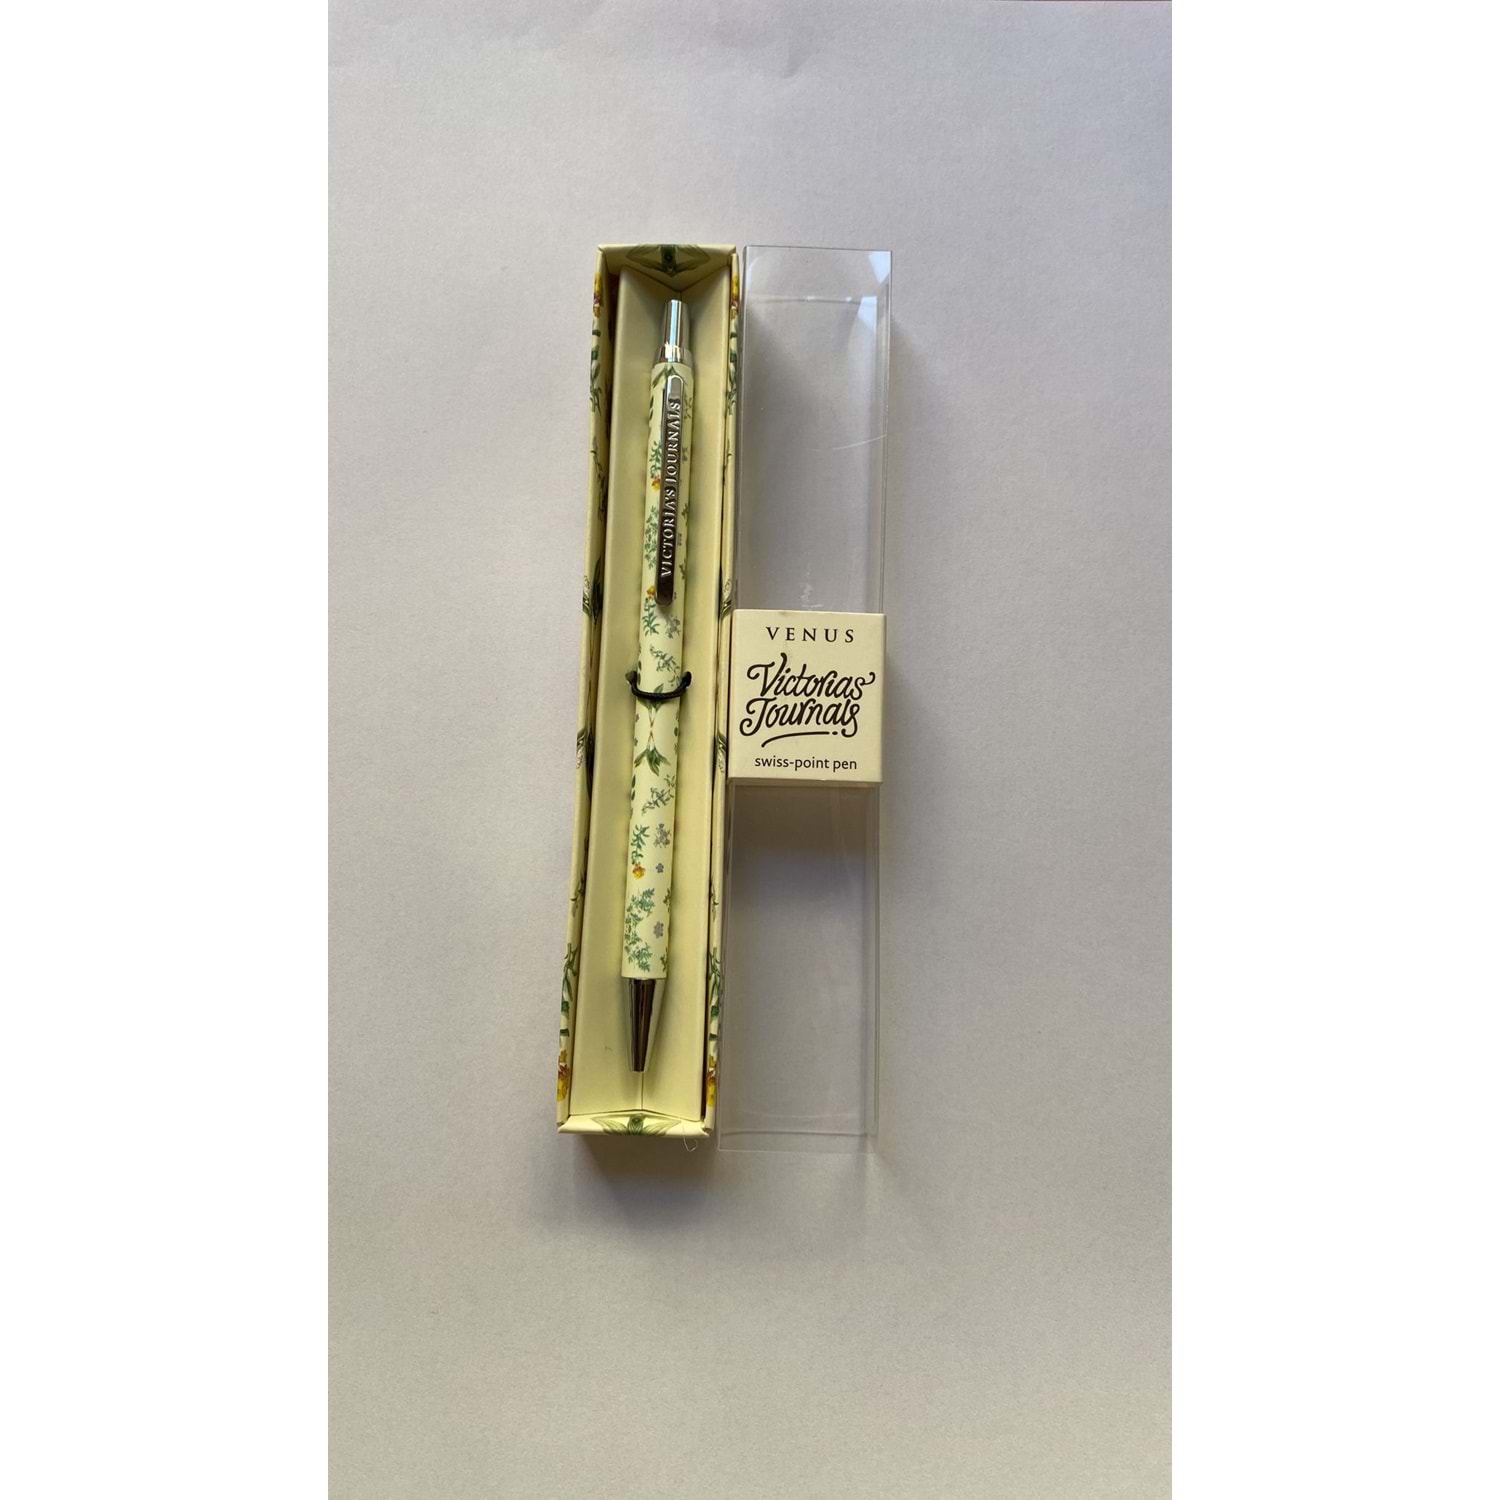 VICTORIA'S JOURNALS
VENUS
Victorias'
Journals
swiss-point pen